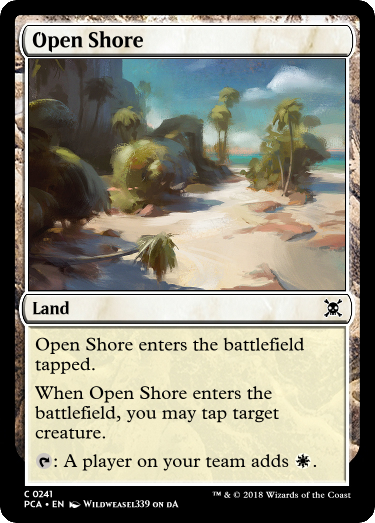 Open Shore
Land
Open Shore enters the battlefield
tapped.
When Open Shore enters the
battlefield, you may tap target
creature.
: A player on your team adds .
C 0241
PCA • EN Wildweasel339 on dA
™ & © 2018 Wizards of the Coast